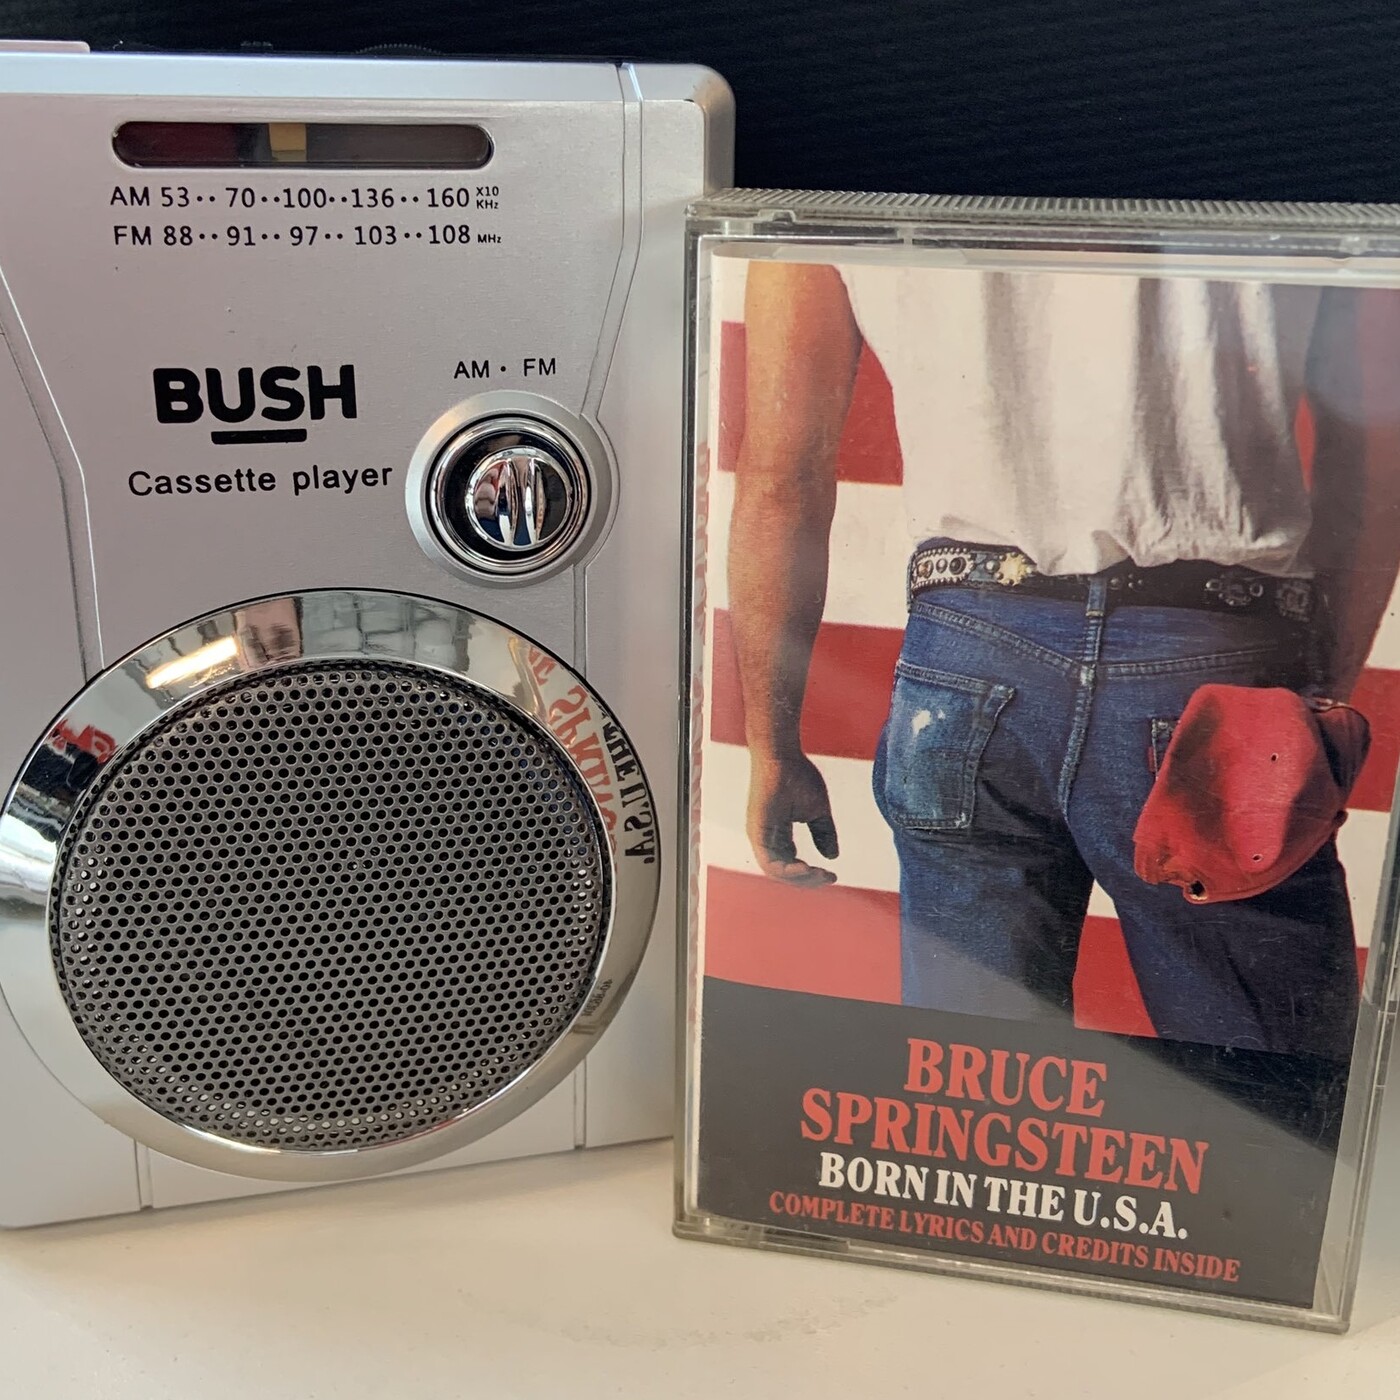 AM 53·· 70··100··136·· 160 X10 KHz
FM 88·· 91·· 97·· 103··108 MHz
BUSH
AM · FM
Cassette player
BRUCE
SPRINGSTEEN
BORN IN THE U.S.A.
COMPLETE LYRICS AND CREDITS INSIDE